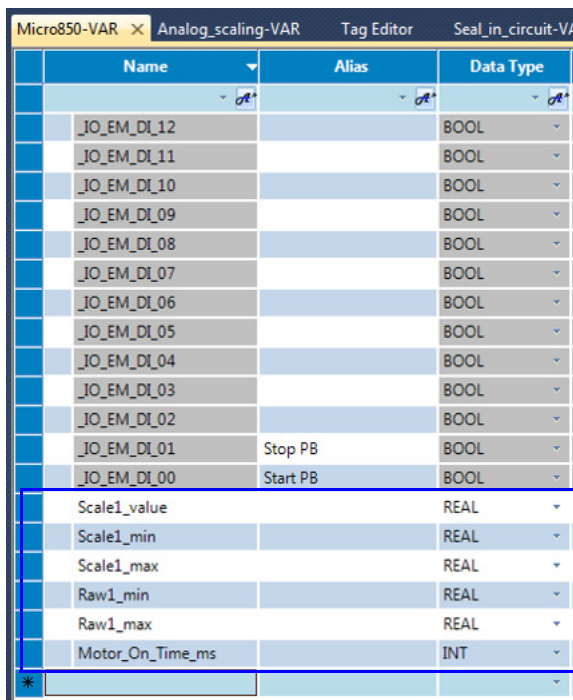 Micro850-VAR × Analog_scaling-VAR Tag Editor Seal_in_circuit-VA
Name Alias Data Type
_IO_EM_DI_12 BOOL
_IO_EM_DI_11 BOOL
_IO_EM_DI_10 BOOL
_IO_EM_DI_09 BOOL
_IO_EM_DI_08 BOOL
_IO_EM_DI_07 BOOL
_IO_EM_DI_06 BOOL
_IO_EM_DI_05 BOOL
_IO_EM_DI_04 BOOL
_IO_EM_DI_03 BOOL
_IO_EM_DI_02 BOOL
_IO_EM_DI_01 Stop PB BOOL
_IO_EM_DI_00 Start PB BOOL
Scale1_value REAL
Scale1_min REAL
Scale1_max REAL
Raw1_min REAL
Raw1_max REAL
Motor_On_Time_ms INT
*